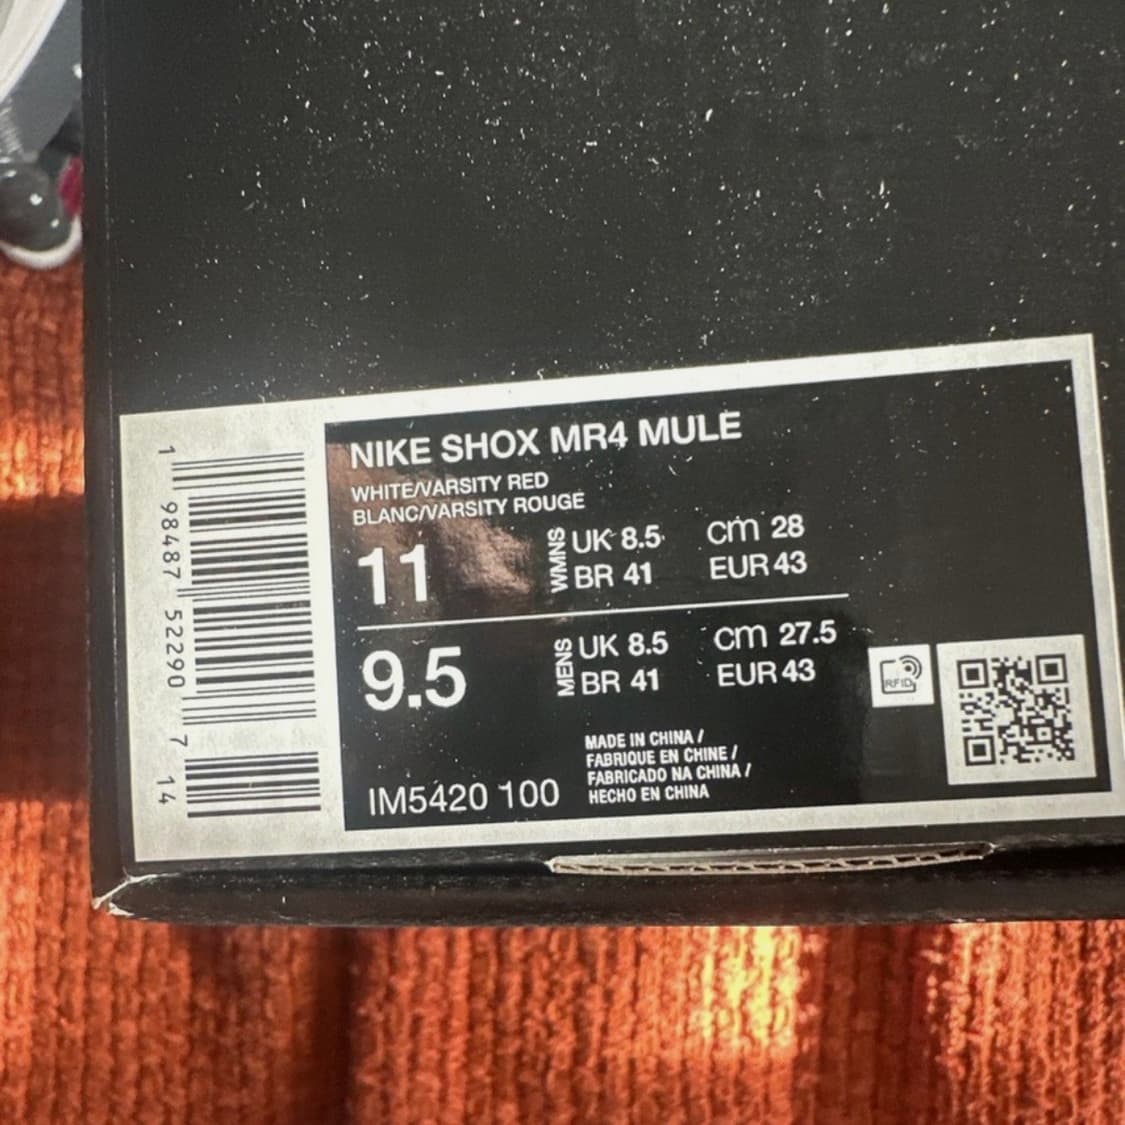 NIKE SHOX MR4 MULE
WHITE/VARSITY RED
BLANC/VARSITY ROUGE
11 WMNS UK 8.5 cm 28
BR 41 EUR 43
9.5 MENS UK 8.5 cm 27.5
BR 41 EUR 43
RFID
MADE IN CHINA /
FABRIQUE EN CHINE /
FABRICADO NA CHINA /
HECHO EN CHINA
IM5420 100
1 98487 52290 7 14